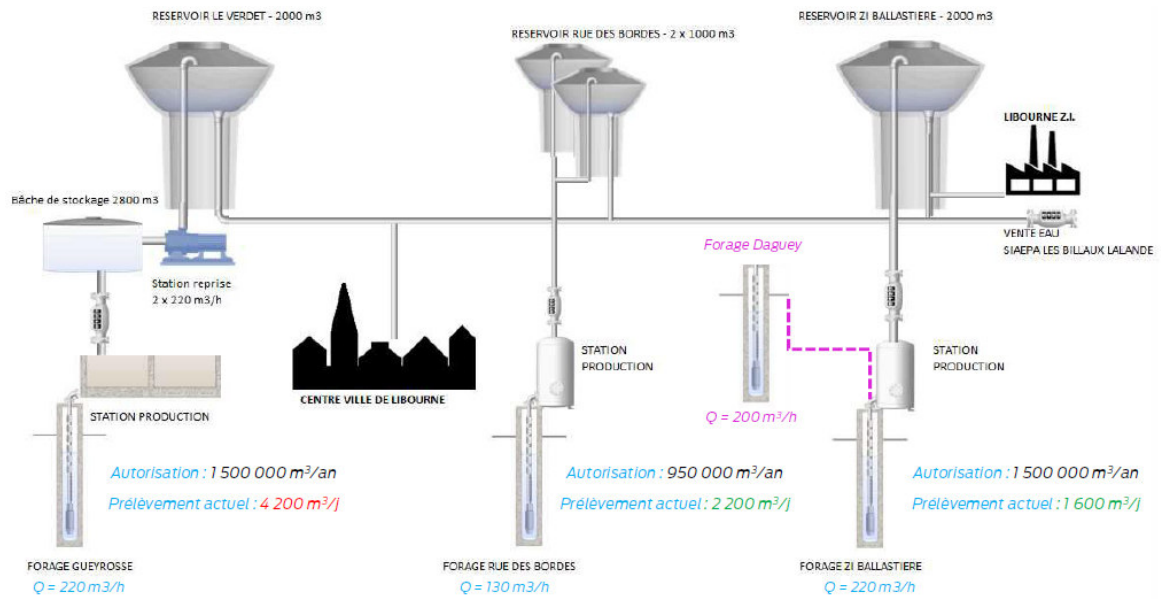 RESERVOIR LE VERDET - 2000 m3
RESERVOIR RUE DES BORDES - 2 x 1000 m3
RESERVOIR ZI BALLASTIERE - 2000 m3
LIBOURNE Z.I.
Bâche de stockage 2800 m3
VENTE EAU
SIAEPA LES BILLAUX LALANDE
Forage Daguey
Station reprise
2 x 220 m3/h
STATION
PRODUCTION
STATION
PRODUCTION
CENTRE VILLE DE LIBOURNE
STATION PRODUCTION
Q = 200 m³/h
Autorisation : 1 500 000 m³/an
Prélèvement actuel : 4 200 m³/j
Autorisation : 950 000 m³/an
Prélèvement actuel : 2 200 m³/j
Autorisation : 1 500 000 m³/an
Prélèvement actuel : 1 600 m³/j
FORAGE GUEYROSSE
Q = 220 m3/h
FORAGE RUE DES BORDES
Q = 130 m3/h
FORAGE ZI BALLASTIERE
Q = 220 m3/h